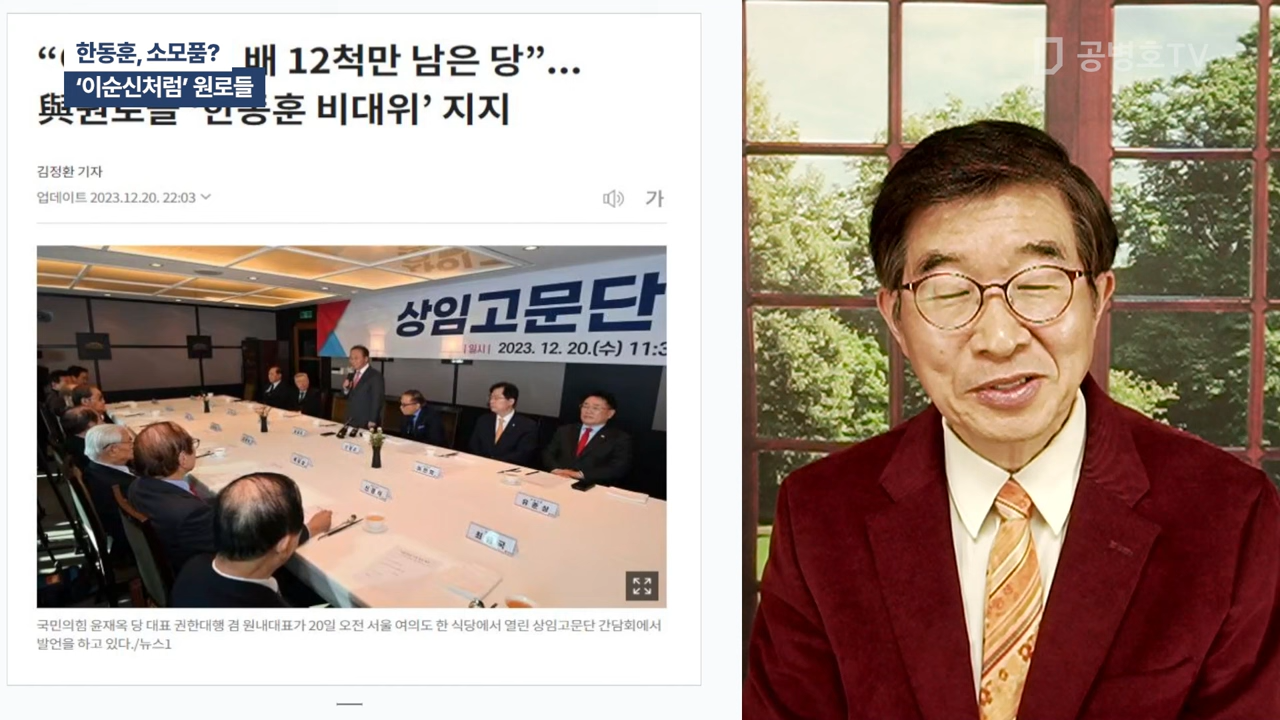 한동훈, 소모품?
‘이순신처럼’ 원로들
배 12척만 남은 당”...
與원로들 ‘한동훈 비대위’ 지지
김정환 기자
업데이트 2023.12.20. 22:03
가
상임고문단
일시 2023. 12. 20.(수) 11:3
국민의힘 윤재옥 당 대표 권한대행 겸 원내대표가 20일 오전 서울 여의도 한 식당에서 열린 상임고문단 간담회에서
발언을 하고 있다./뉴스1
공병호TV